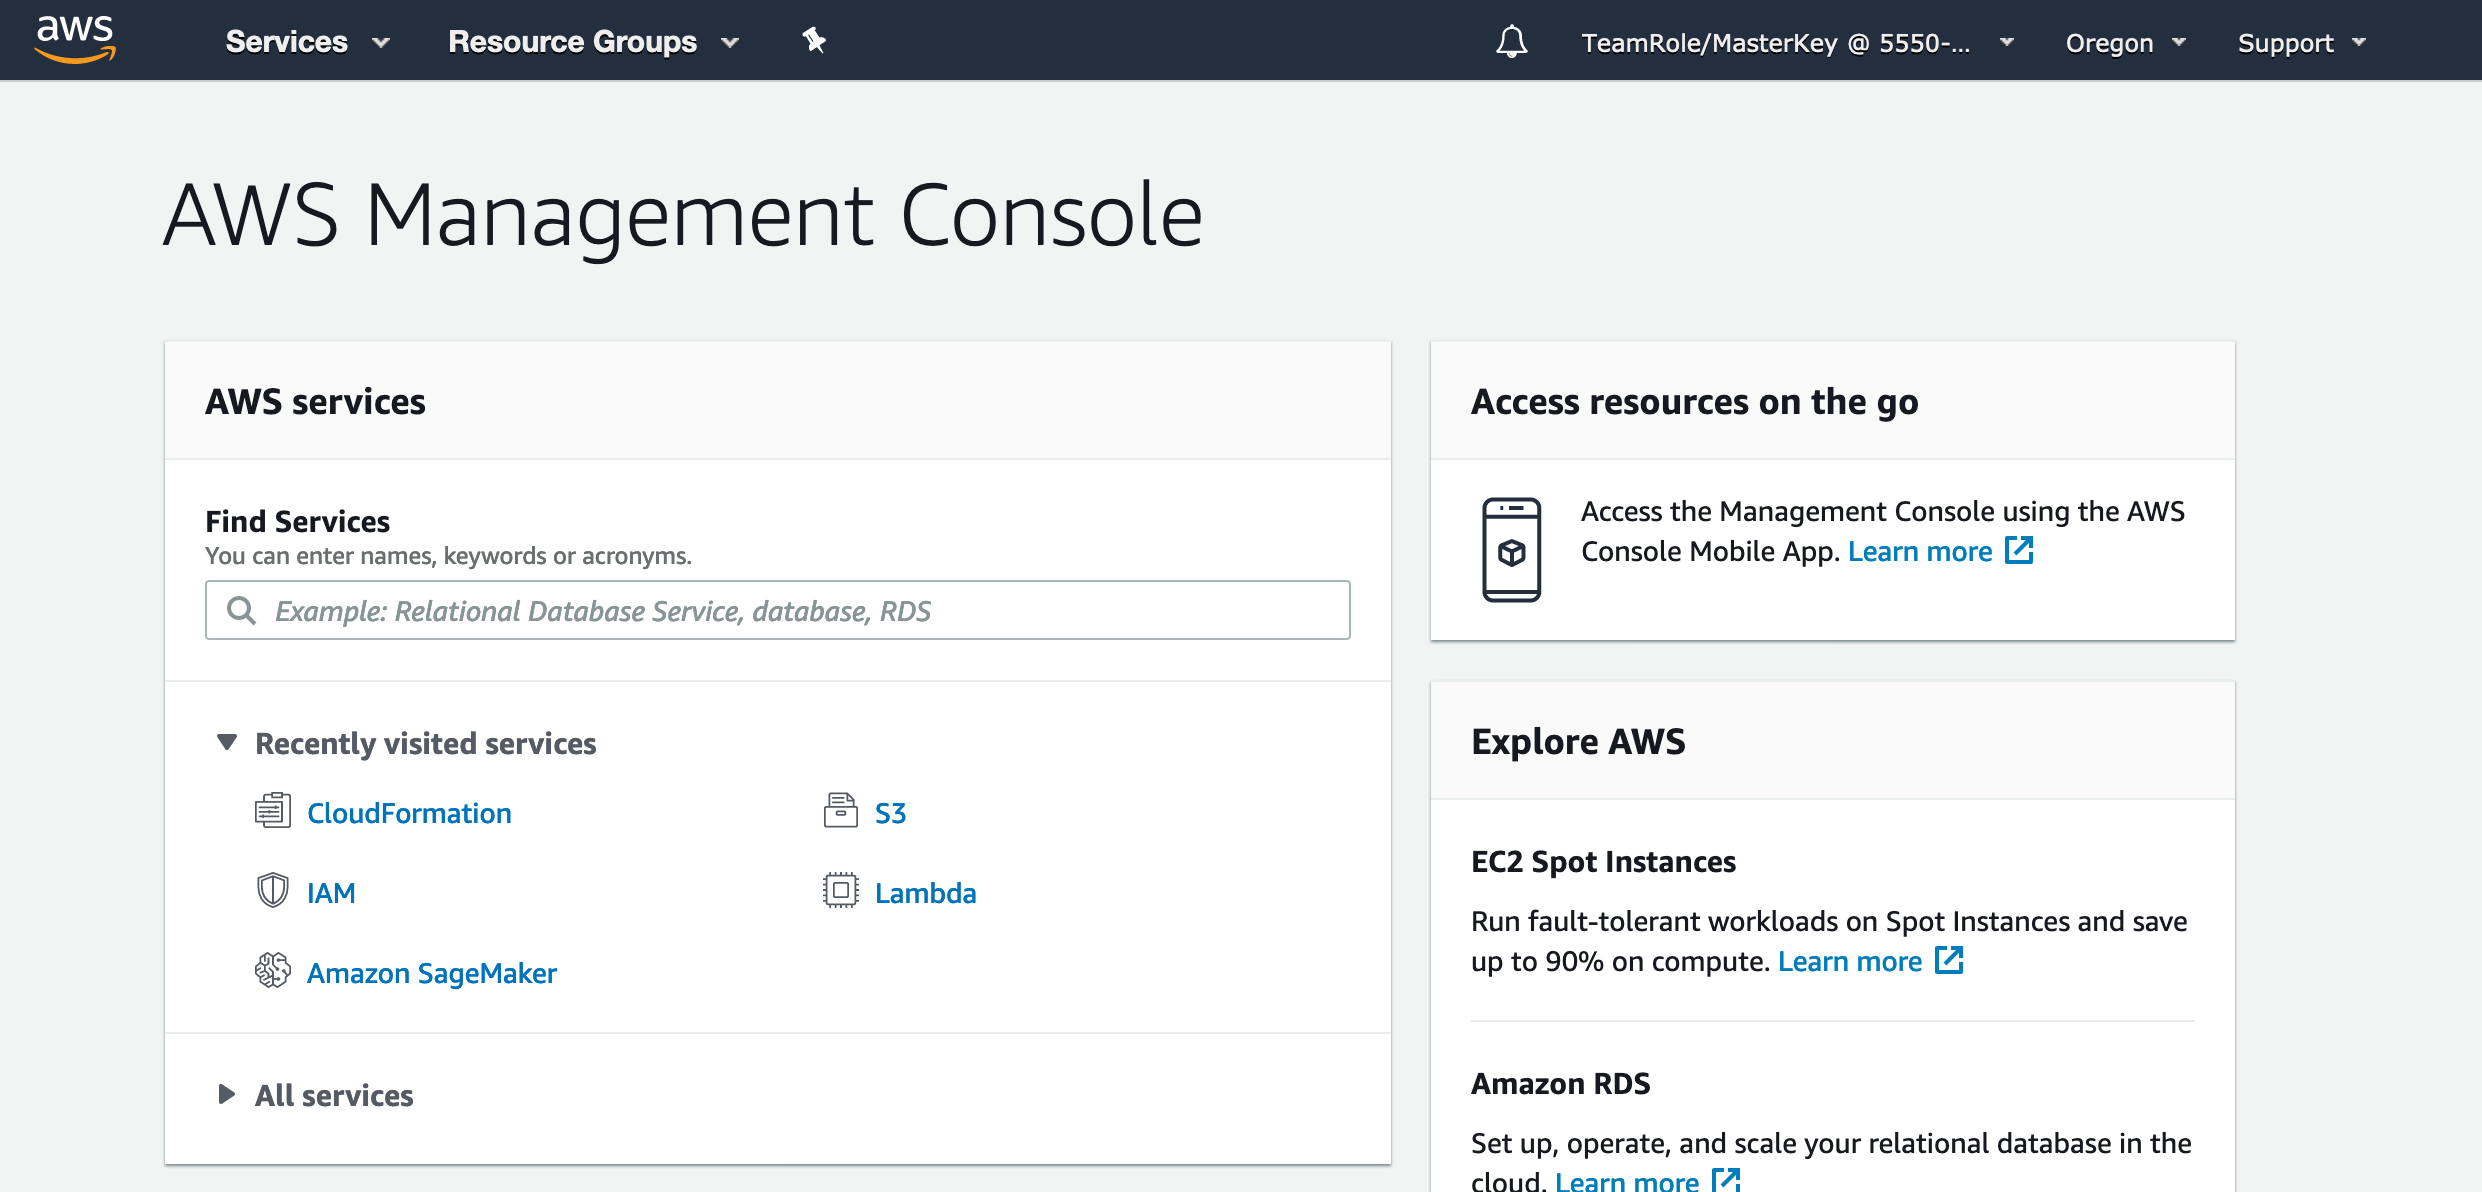 aws Services Resource Groups TeamRole/MasterKey @ 5550-... Oregon Support
AWS Management Console
AWS services
Find Services
You can enter names, keywords or acronyms.
Example: Relational Database Service, database, RDS
Recently visited services
CloudFormation S3
IAM Lambda
Amazon SageMaker
All services
Access resources on the go
Access the Management Console using the AWS
Console Mobile App. Learn more
Explore AWS
EC2 Spot Instances
Run fault-tolerant workloads on Spot Instances and save
up to 90% on compute. Learn more
Amazon RDS
Set up, operate, and scale your relational database in the
cloud. Learn more